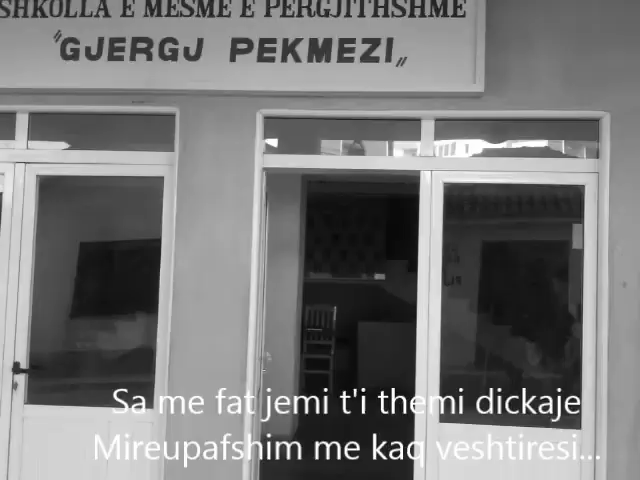 SHKOLLA E MESME E PERGJITHSHME
"GJERGJ PEKMEZI"
Sa me fat jemi t'i themi dickaje
Mireupafshim me kaq veshtiresi...